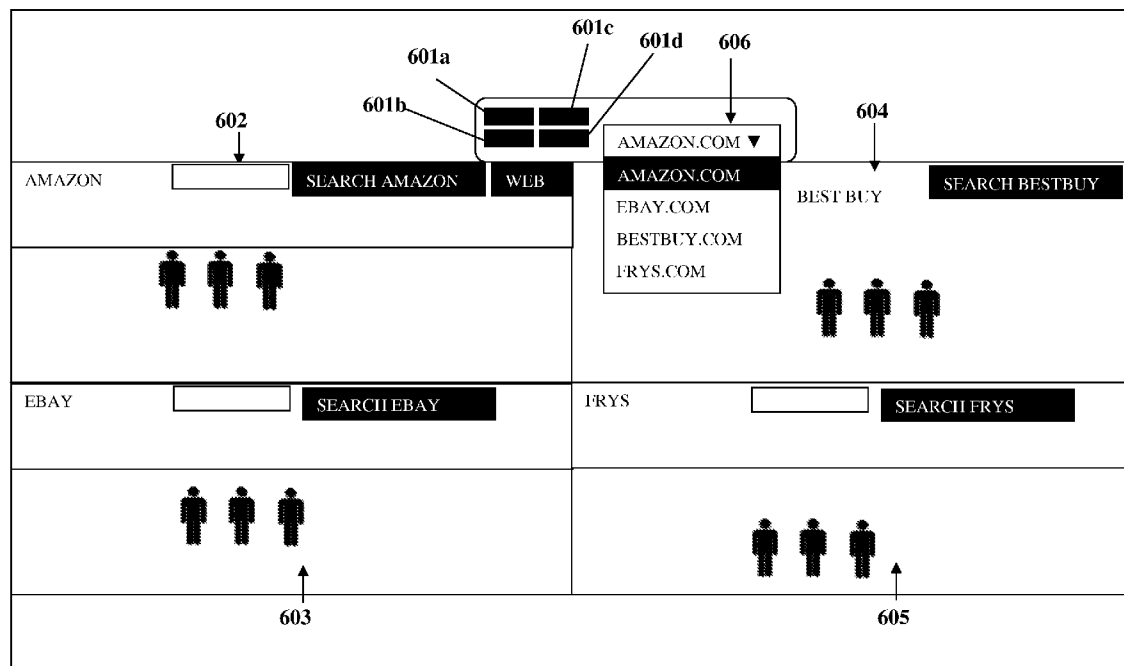 601c
601d
606
601a
601b
602
604
AMAZON.COM ▼
AMAZON
SEARCH AMAZON
WEB
AMAZON.COM
BEST BUY
SEARCH BESTBUY
EBAY.COM
BESTBUY.COM
FRYS.COM
EBAY
SEARCH EBAY
FRYS
SEARCH FRYS
603
605